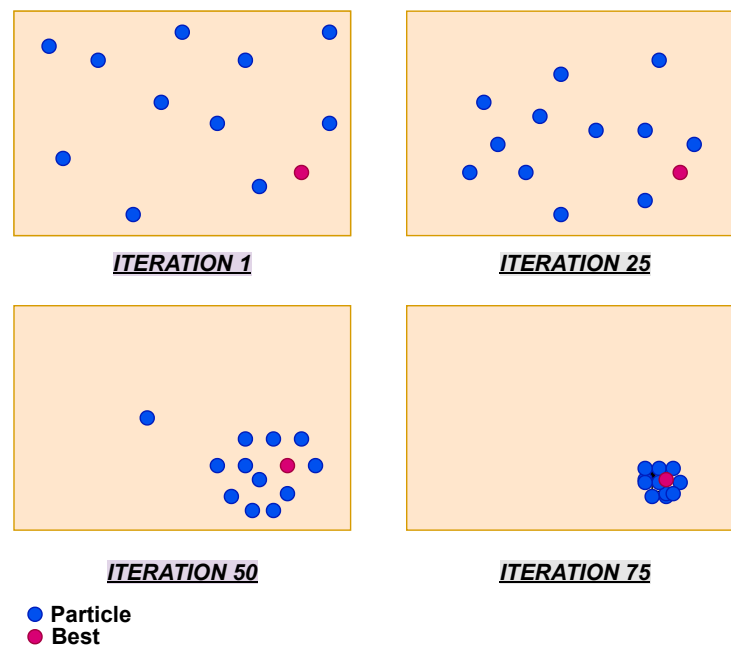 ITERATION 1
ITERATION 25
ITERATION 50
ITERATION 75
Particle
Best